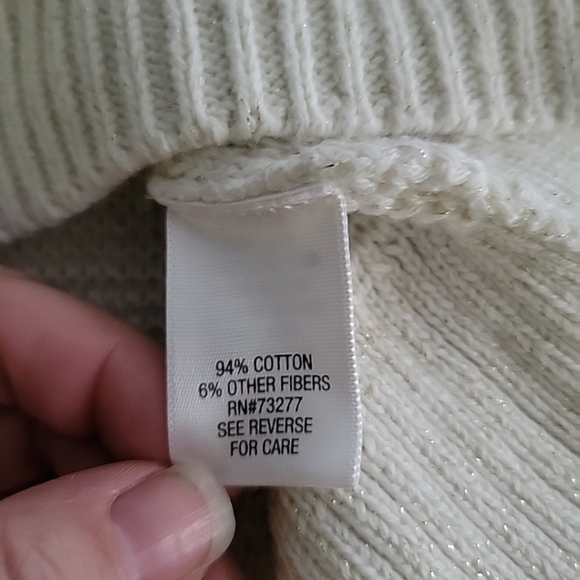 94% COTTON
6% OTHER FIBERS
RN#73277
SEE REVERSE
FOR CARE